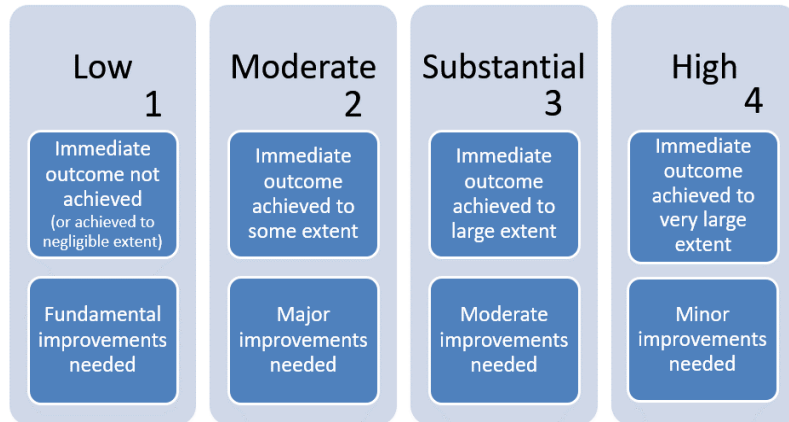 Low
1
Immediate
outcome not
achieved
(or achieved to
negligible extent)
Fundamental
improvements
needed
Moderate
2
Immediate
outcome
achieved to
some extent
Major
improvements
needed
Substantial
3
Immediate
outcome
achieved to
large extent
Moderate
improvements
needed
High
4
Immediate
outcome
achieved to
very large
extent
Minor
improvements
needed